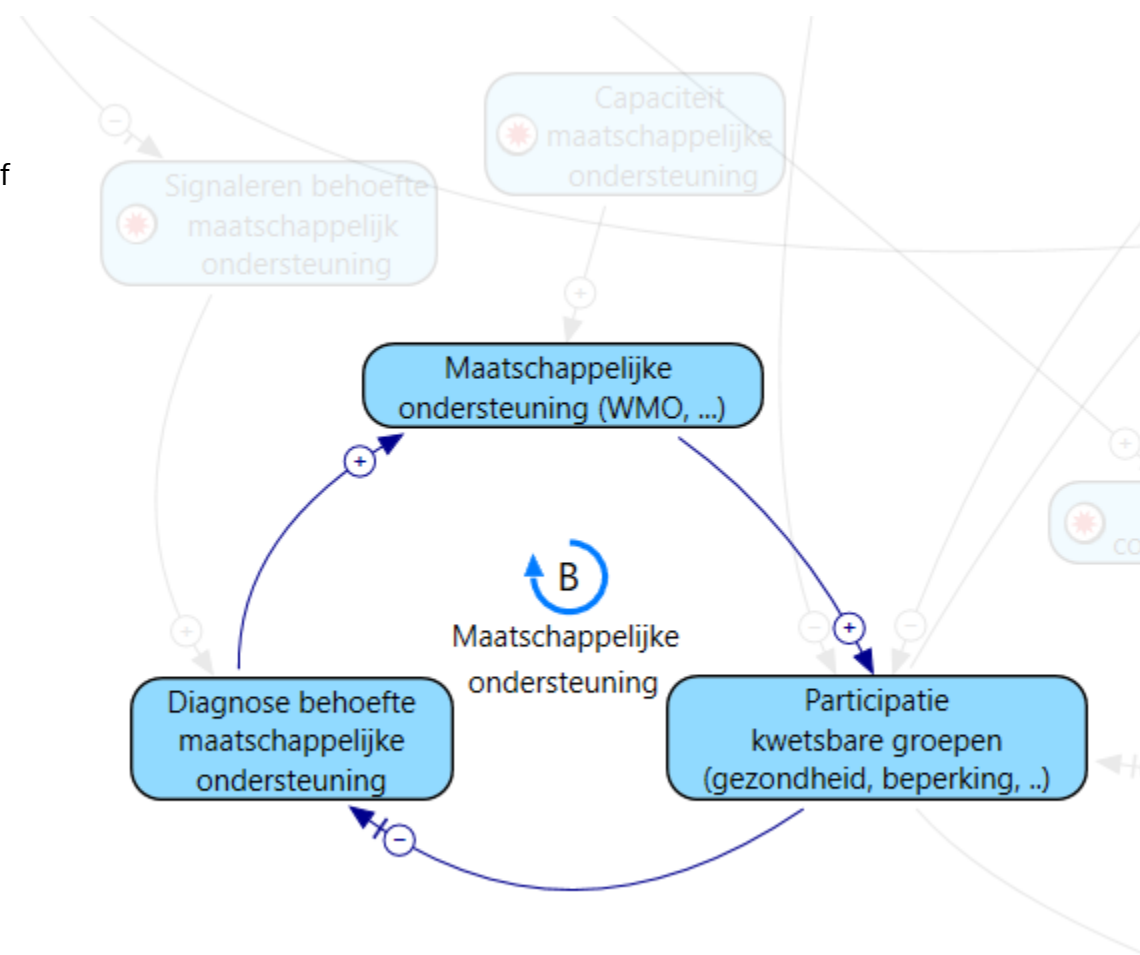 Capaciteit
maatschappelijke
ondersteuning
f
Signaleren behoefte
maatschappelijk
ondersteuning
Maatschappelijke
ondersteuning (WMO, ...)
co
B
Maatschappelijke
ondersteuning
Diagnose behoefte
maatschappelijke
ondersteuning
Participatie
kwetsbare groepen
(gezondheid, beperking, ..)